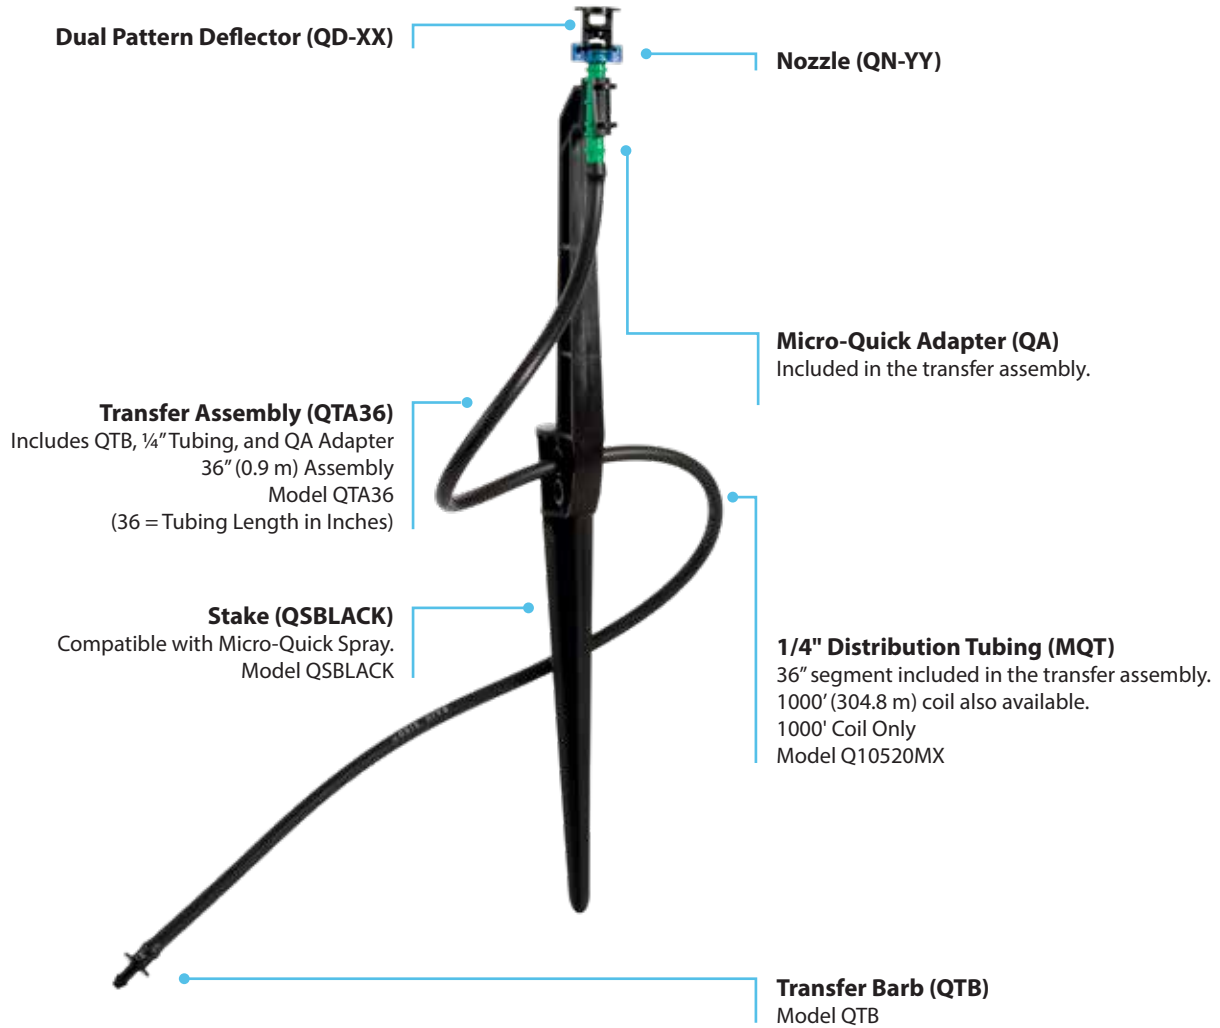 Dual Pattern Deflector (QD-XX)
Nozzle (QN-YY)
Micro-Quick Adapter (QA)
Included in the transfer assembly.
Transfer Assembly (QTA36)
Includes QTB, ¼” Tubing, and QA Adapter
36” (0.9 m) Assembly
Model QTA36
(36 = Tubing Length in Inches)
Stake (QSBLACK)
Compatible with Micro-Quick Spray.
Model QSBLACK
1/4" Distribution Tubing (MQT)
36” segment included in the transfer assembly.
1000’ (304.8 m) coil also available.
1000' Coil Only
Model Q10520MX
Transfer Barb (QTB)
Model QTB